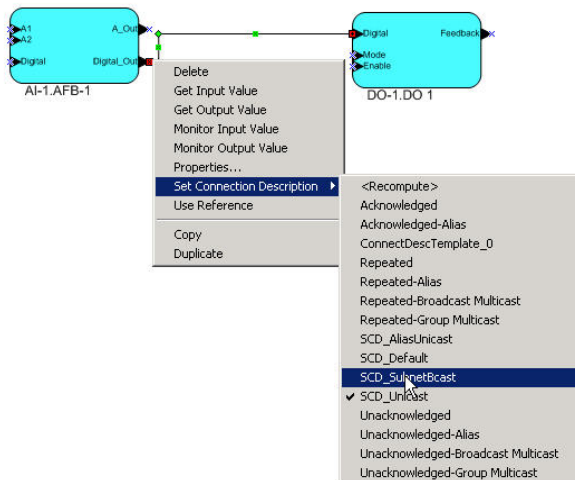 A1 A_Out
A2
Digital Digital_Out
AI-1.AFB-1
Digital Feedback
Mode
Enable
DO-1.DO 1
Delete
Get Input Value
Get Output Value
Monitor Input Value
Monitor Output Value
Properties...
Set Connection Description
Use Reference
Copy
Duplicate
<Recompute>
Acknowledged
Acknowledged-Alias
ConnectDescTemplate_0
Repeated
Repeated-Alias
Repeated-Broadcast Multicast
Repeated-Group Multicast
SCD_AliasUnicast
SCD_Default
SCD_SubnetBcast
SCD_Unicast
Unacknowledged
Unacknowledged-Alias
Unacknowledged-Broadcast Multicast
Unacknowledged-Group Multicast